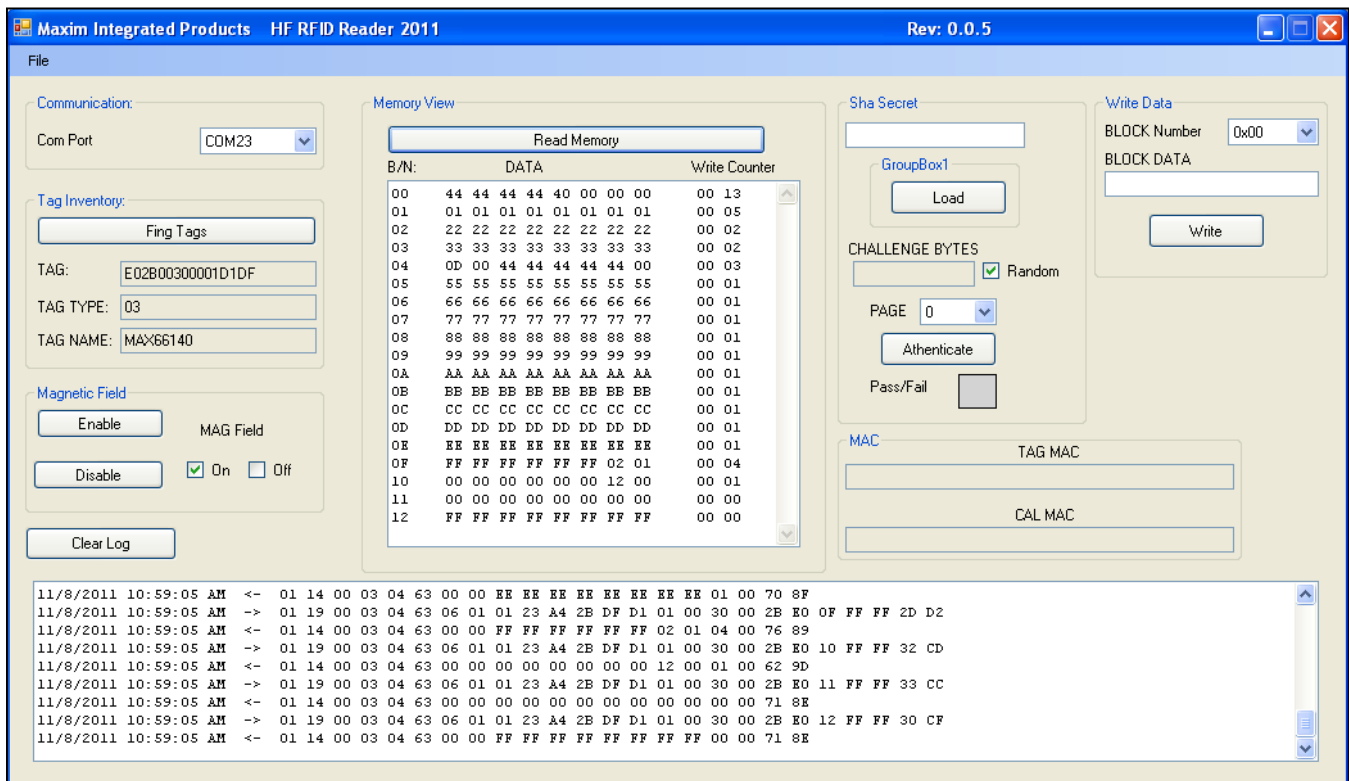 Maxim Integrated Products HF RFID Reader 2011 Rev: 0.0.5
File
Communication:
Com Port COM23
Tag Inventory:
Fing Tags
TAG: E02B00300001D1DF
TAG TYPE: 03
TAG NAME: MAX66140
Magnetic Field
Enable
MAG Field
Disable
On Off
Clear Log
Memory View
Read Memory
B/N: DATA Write Counter
00 44 44 44 44 40 00 00 00 00 13
01 01 01 01 01 01 01 01 01 00 05
02 22 22 22 22 22 22 22 22 00 02
03 33 33 33 33 33 33 33 33 00 02
04 0D 00 44 44 44 44 44 00 00 03
05 55 55 55 55 55 55 55 55 00 01
06 66 66 66 66 66 66 66 66 00 01
07 77 77 77 77 77 77 77 77 00 01
08 88 88 88 88 88 88 88 88 00 01
09 99 99 99 99 99 99 99 99 00 01
0A AA AA AA AA AA AA AA AA 00 01
0B BB BB BB BB BB BB BB BB 00 01
0C CC CC CC CC CC CC CC CC 00 01
0D DD DD DD DD DD DD DD DD 00 01
0E EE EE EE EE EE EE EE EE 00 01
0F FF FF FF FF FF FF 02 01 00 04
10 00 00 00 00 00 00 12 00 00 01
11 00 00 00 00 00 00 00 00 00 00
12 FF FF FF FF FF FF FF FF 00 00
Sha Secret
GroupBox1
Load
CHALLENGE BYTES
Random
PAGE 0
Athenticate
Pass/Fail
Write Data
BLOCK Number 0x00
BLOCK DATA
Write
MAC
TAG MAC
CAL MAC
11/8/2011 10:59:05 AM <- 01 14 00 03 04 63 00 00 EE EE EE EE EE EE EE EE 01 00 70 8F
11/8/2011 10:59:05 AM -> 01 19 00 03 04 63 06 01 01 23 A4 2B DF D1 01 00 30 00 2B E0 0F FF FF 2D D2
11/8/2011 10:59:05 AM <- 01 14 00 03 04 63 00 00 FF FF FF FF FF FF 02 01 04 00 76 89
11/8/2011 10:59:05 AM -> 01 19 00 03 04 63 06 01 01 23 A4 2B DF D1 01 00 30 00 2B E0 10 FF FF 32 CD
11/8/2011 10:59:05 AM <- 01 14 00 03 04 63 00 00 00 00 00 00 00 00 12 00 01 00 62 9D
11/8/2011 10:59:05 AM -> 01 19 00 03 04 63 06 01 01 23 A4 2B DF D1 01 00 30 00 2B E0 11 FF FF 33 CC
11/8/2011 10:59:05 AM <- 01 14 00 03 04 63 00 00 00 00 00 00 00 00 00 00 00 00 71 8E
11/8/2011 10:59:05 AM -> 01 19 00 03 04 63 06 01 01 23 A4 2B DF D1 01 00 30 00 2B E0 12 FF FF 30 CF
11/8/2011 10:59:05 AM <- 01 14 00 03 04 63 00 00 FF FF FF FF FF FF FF FF 00 00 71 8E